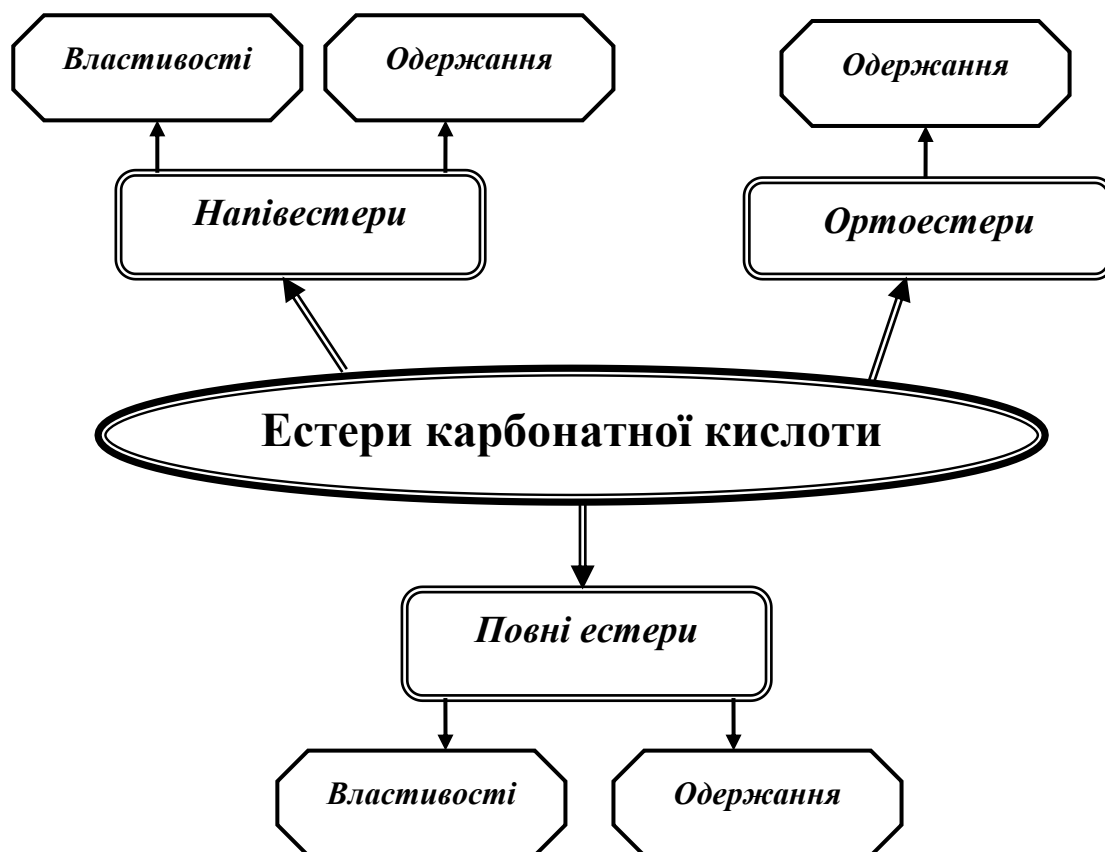 Властивості
Одержання
Одержання
Напівестери
Ортоестери
Естери карбонатної кислоти
Повні естери
Властивості
Одержання